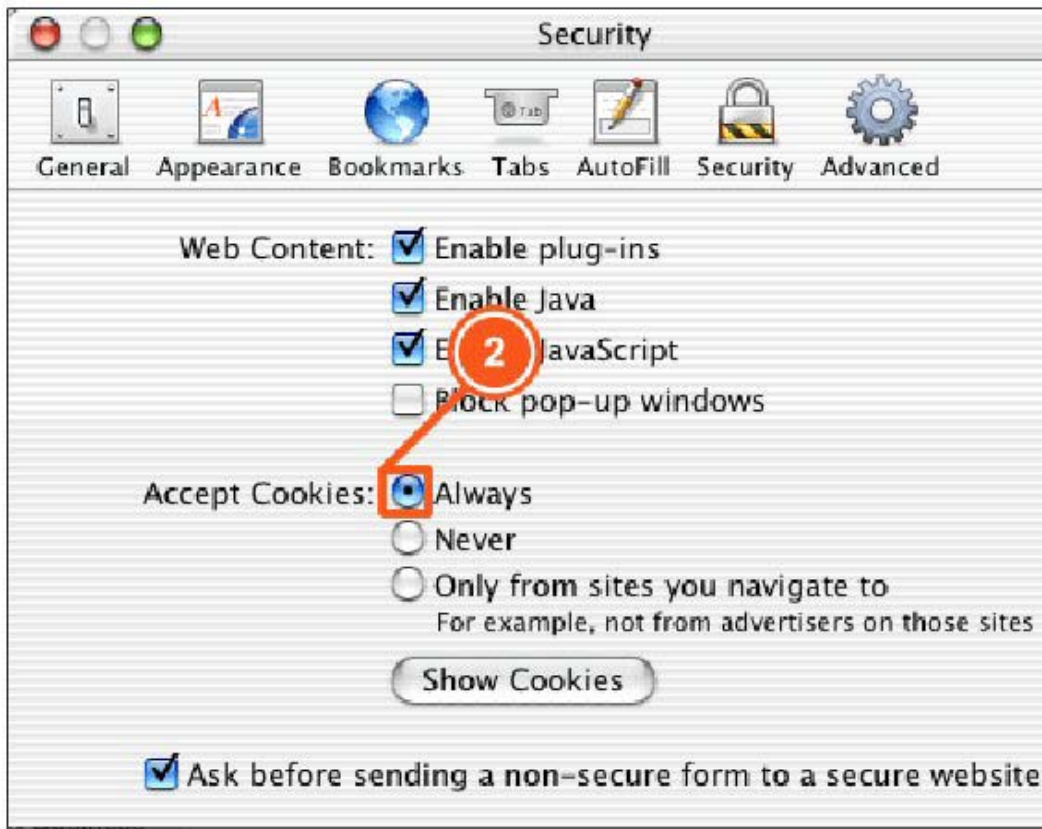 Security
General Appearance Bookmarks Tabs AutoFill Security Advanced
Web Content: Enable plug-ins
Enable Java
2 JavaScript
Block pop-up windows
Accept Cookies: Always
Never
Only from sites you navigate to
For example, not from advertisers on those sites
Show Cookies
Ask before sending a non-secure form to a secure website